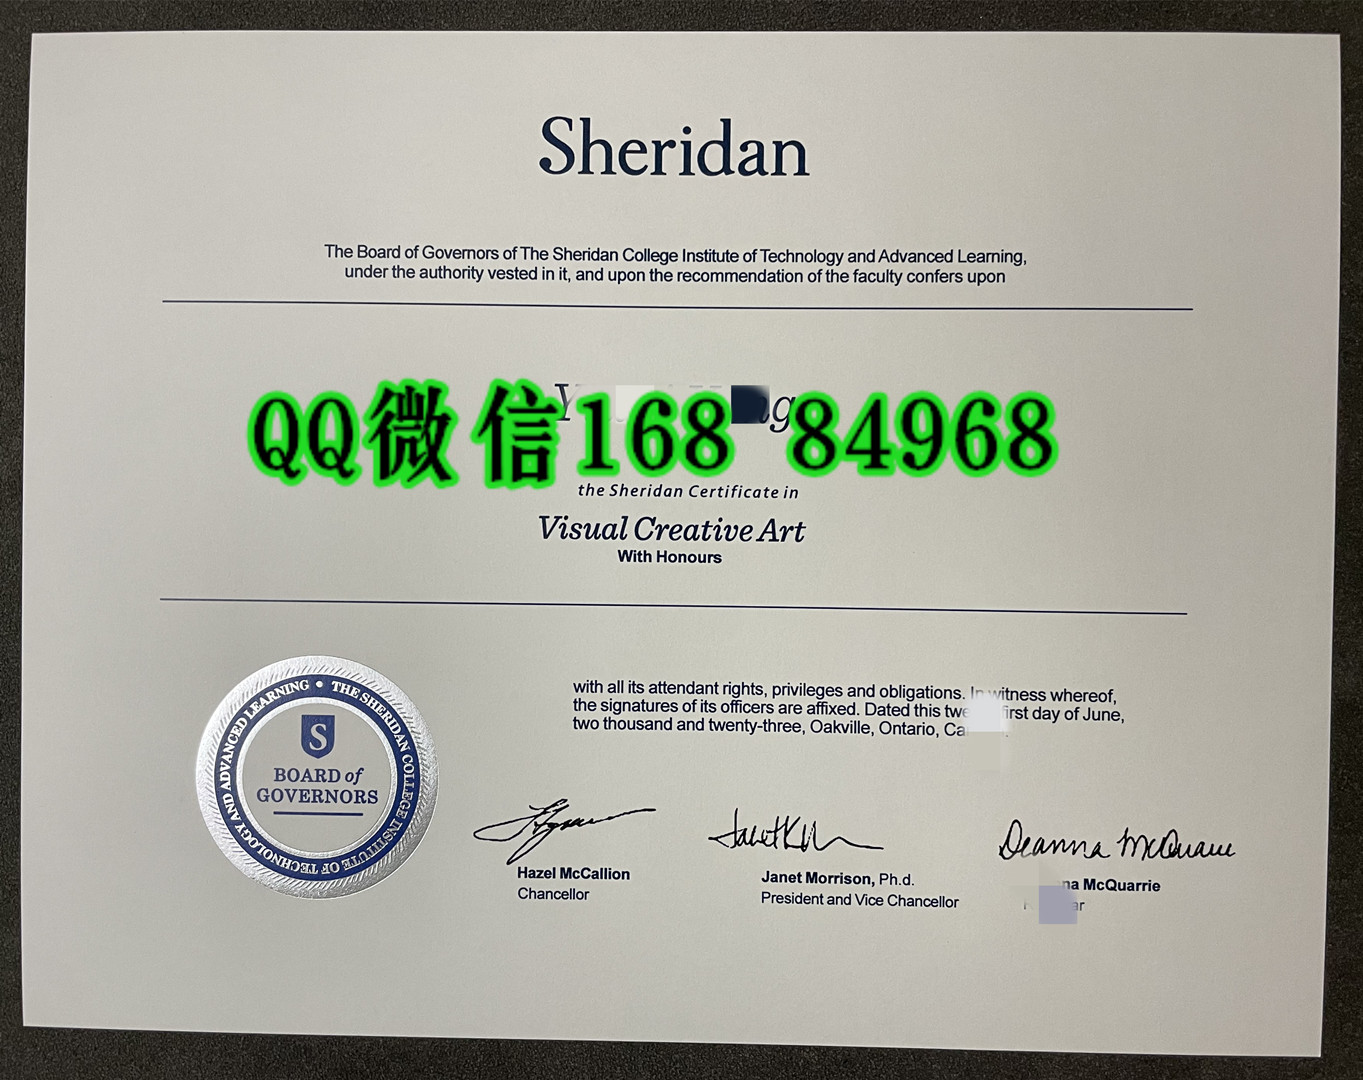 Sheridan
The Board of Governors of The Sheridan College Institute of Technology and Advanced Learning,
under the authority vested in it, and upon the recommendation of the faculty confers upon
QQ微信168 84968
the Sheridan Certificate in
Visual Creative Art
With Honours
with all its attendant rights, privileges and obligations. In witness whereof,
the signatures of its officers are affixed. Dated this day of June,
two thousand and twenty-three, Oakville, Ontario,
THE SHERIDAN COLLEGE INSTITUTE OF TECHNOLOGY AND ADVANCED LEARNING •
S
BOARD of
GOVERNORS
Hazel McCallion
Chancellor
Janet Morrison, Ph.d.
President and Vice Chancellor
Deanna McQuarrie
McQuarrie